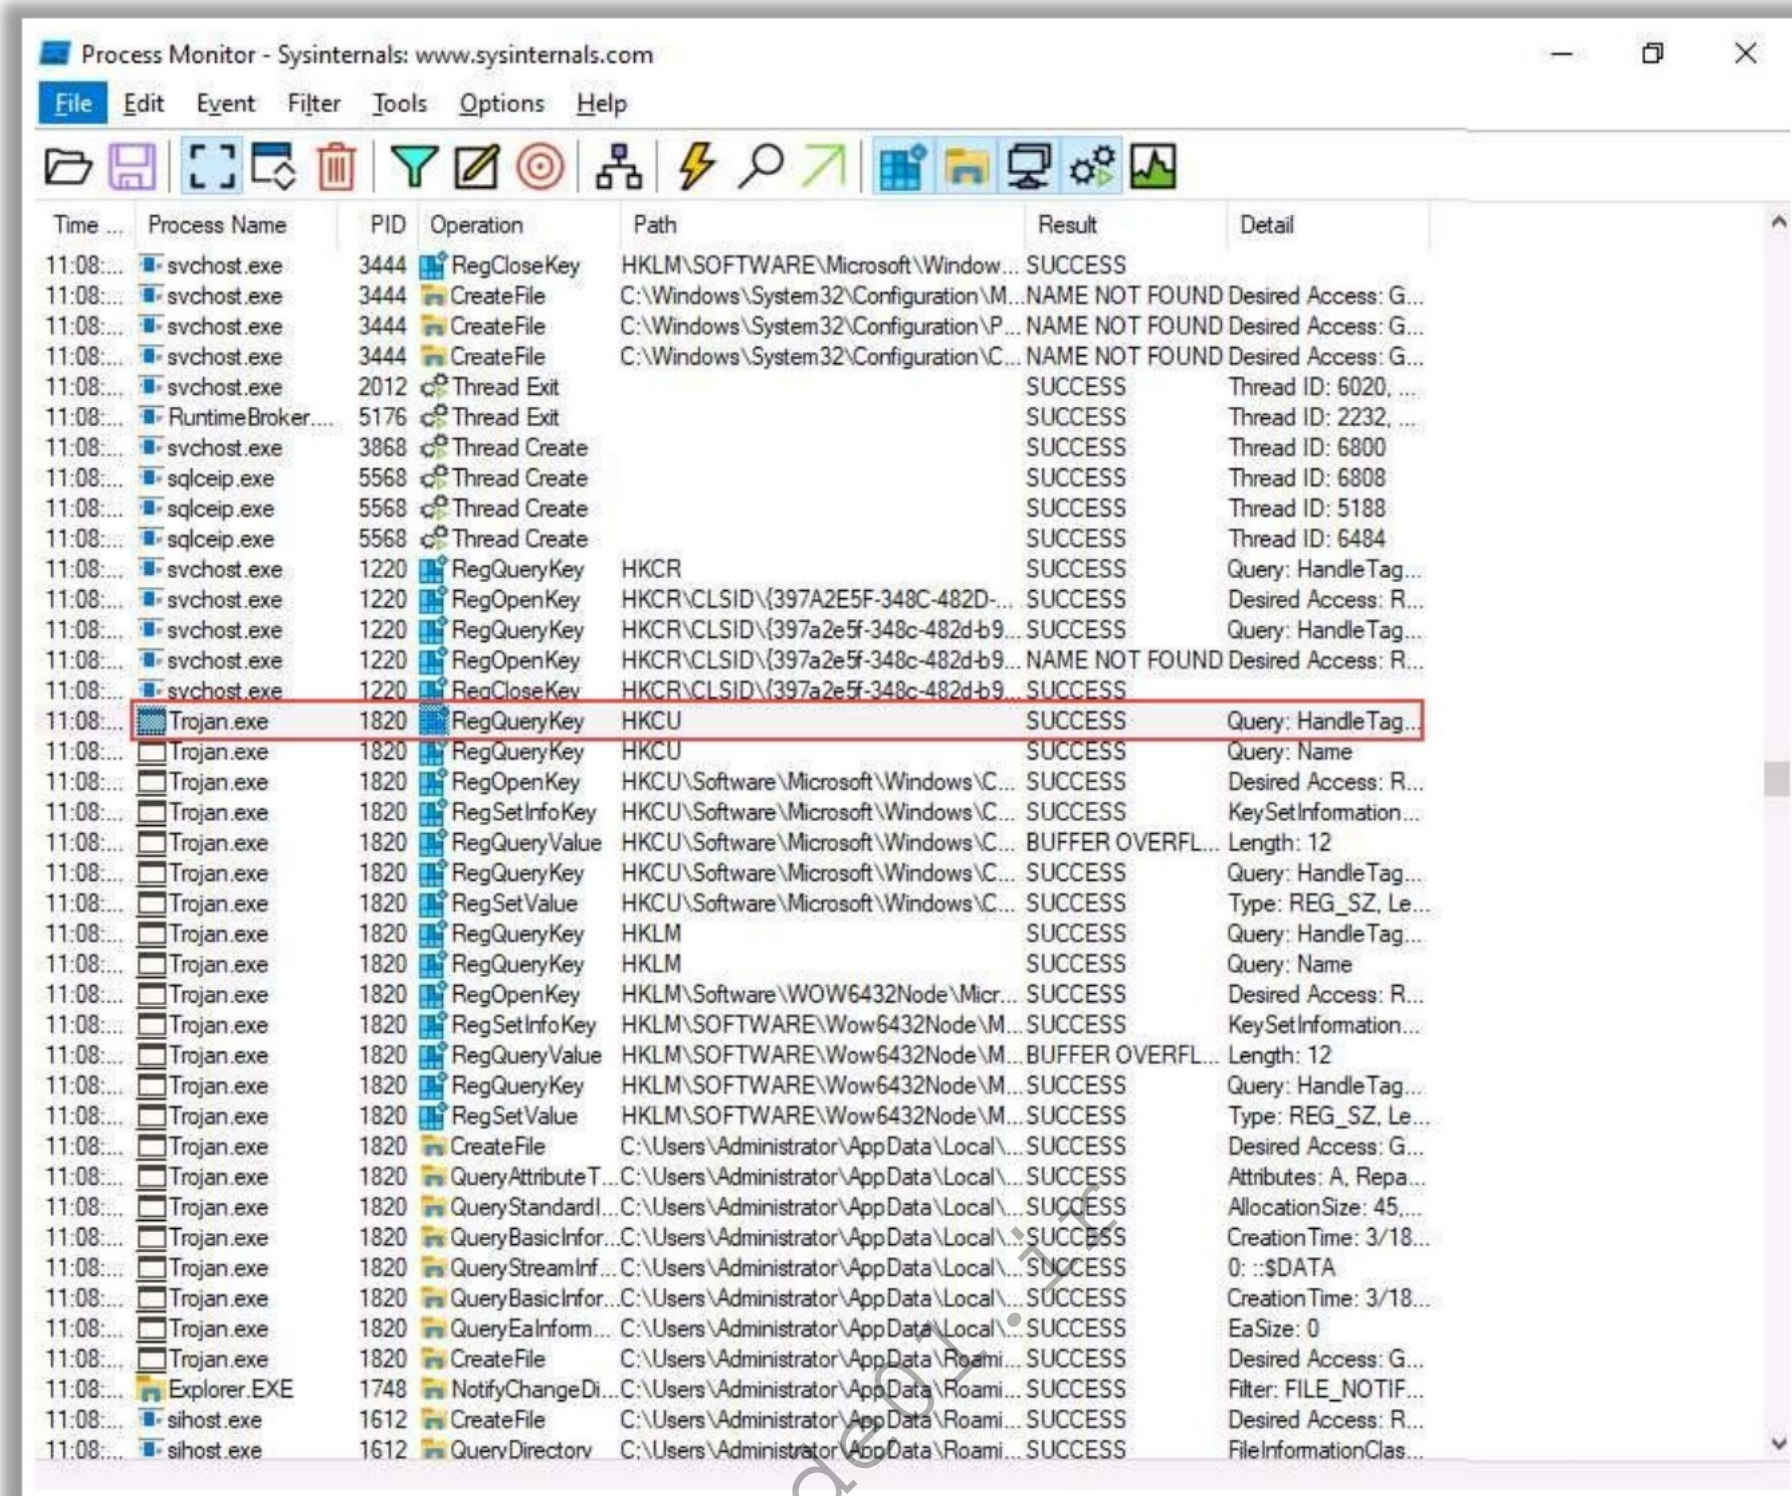 Process Monitor - Sysinternals: www.sysinternals.com
File Edit Event Filter Tools Options Help
Time ... Process Name PID Operation Path Result Detail
11:08:... svchost.exe 3444 RegCloseKey HKLM\SOFTWARE\Microsoft\Window... SUCCESS
11:08:... svchost.exe 3444 CreateFile C:\Windows\System32\Configuration\M... NAME NOT FOUND Desired Access: G...
11:08:... svchost.exe 3444 CreateFile C:\Windows\System32\Configuration\P... NAME NOT FOUND Desired Access: G...
11:08:... svchost.exe 3444 CreateFile C:\Windows\System32\Configuration\C... NAME NOT FOUND Desired Access: G...
11:08:... svchost.exe 2012 Thread Exit SUCCESS Thread ID: 6020, ...
11:08:... RuntimeBroker.... 5176 Thread Exit SUCCESS Thread ID: 2232, ...
11:08:... svchost.exe 3868 Thread Create SUCCESS Thread ID: 6800
11:08:... sqlceip.exe 5568 Thread Create SUCCESS Thread ID: 6808
11:08:... sqlceip.exe 5568 Thread Create SUCCESS Thread ID: 5188
11:08:... sqlceip.exe 5568 Thread Create SUCCESS Thread ID: 6484
11:08:... svchost.exe 1220 RegQueryKey HKCR SUCCESS Query: HandleTag...
11:08:... svchost.exe 1220 RegOpenKey HKCR\CLSID\{397A2E5F-348C-482D-... SUCCESS Desired Access: R...
11:08:... svchost.exe 1220 RegQueryKey HKCR\CLSID\{397a2e5f-348c-482d-b9... SUCCESS Query: HandleTag...
11:08:... svchost.exe 1220 RegOpenKey HKCR\CLSID\{397a2e5f-348c-482d-b9... NAME NOT FOUND Desired Access: R...
11:08:... svchost.exe 1220 RegCloseKey HKCR\CLSID\{397a2e5f-348c-482d-b9... SUCCESS
11:08:... Trojan.exe 1820 RegQueryKey HKCU SUCCESS Query: HandleTag...
11:08:... Trojan.exe 1820 RegQueryKey HKCU SUCCESS Query: Name
11:08:... Trojan.exe 1820 RegOpenKey HKCU\Software\Microsoft\Windows\C... SUCCESS Desired Access: R...
11:08:... Trojan.exe 1820 RegSetInfoKey HKCU\Software\Microsoft\Windows\C... SUCCESS KeySetInformation...
11:08:... Trojan.exe 1820 RegQueryValue HKCU\Software\Microsoft\Windows\C... BUFFER OVERFL... Length: 12
11:08:... Trojan.exe 1820 RegQueryKey HKCU\Software\Microsoft\Windows\C... SUCCESS Query: HandleTag...
11:08:... Trojan.exe 1820 RegSetValue HKCU\Software\Microsoft\Windows\C... SUCCESS Type: REG_SZ, Le...
11:08:... Trojan.exe 1820 RegQueryKey HKLM SUCCESS Query: HandleTag...
11:08:... Trojan.exe 1820 RegQueryKey HKLM SUCCESS Query: Name
11:08:... Trojan.exe 1820 RegOpenKey HKLM\Software\WOW6432Node\Micr... SUCCESS Desired Access: R...
11:08:... Trojan.exe 1820 RegSetInfoKey HKLM\SOFTWARE\Wow6432Node\M... SUCCESS KeySetInformation...
11:08:... Trojan.exe 1820 RegQueryValue HKLM\SOFTWARE\Wow6432Node\M... BUFFER OVERFL... Length: 12
11:08:... Trojan.exe 1820 RegQueryKey HKLM\SOFTWARE\Wow6432Node\M... SUCCESS Query: HandleTag...
11:08:... Trojan.exe 1820 RegSetValue HKLM\SOFTWARE\Wow6432Node\M... SUCCESS Type: REG_SZ, Le...
11:08:... Trojan.exe 1820 CreateFile C:\Users\Administrator\AppData\Local\... SUCCESS Desired Access: G...
11:08:... Trojan.exe 1820 QueryAttributeT... C:\Users\Administrator\AppData\Local\... SUCCESS Attributes: A, Repa...
11:08:... Trojan.exe 1820 QueryStandardI... C:\Users\Administrator\AppData\Local\... SUCCESS AllocationSize: 45,...
11:08:... Trojan.exe 1820 QueryBasicInfor... C:\Users\Administrator\AppData\Local\... SUCCESS CreationTime: 3/18...
11:08:... Trojan.exe 1820 QueryStreamInf... C:\Users\Administrator\AppData\Local\... SUCCESS 0: ::$DATA
11:08:... Trojan.exe 1820 QueryBasicInfor... C:\Users\Administrator\AppData\Local\... SUCCESS CreationTime: 3/18...
11:08:... Trojan.exe 1820 QueryEaInform... C:\Users\Administrator\AppData\Local\... SUCCESS EaSize: 0
11:08:... Trojan.exe 1820 CreateFile C:\Users\Administrator\AppData\Roami... SUCCESS Desired Access: G...
11:08:... Explorer.EXE 1748 NotifyChangeDi... C:\Users\Administrator\AppData\Roami... SUCCESS Filter: FILE_NOTIF...
11:08:... sihost.exe 1612 CreateFile C:\Users\Administrator\AppData\Roami... SUCCESS Desired Access: R...
11:08:... sihost.exe 1612 QueryDirectory C:\Users\Administrator\AppData\Roami... SUCCESS FileInformationClas...